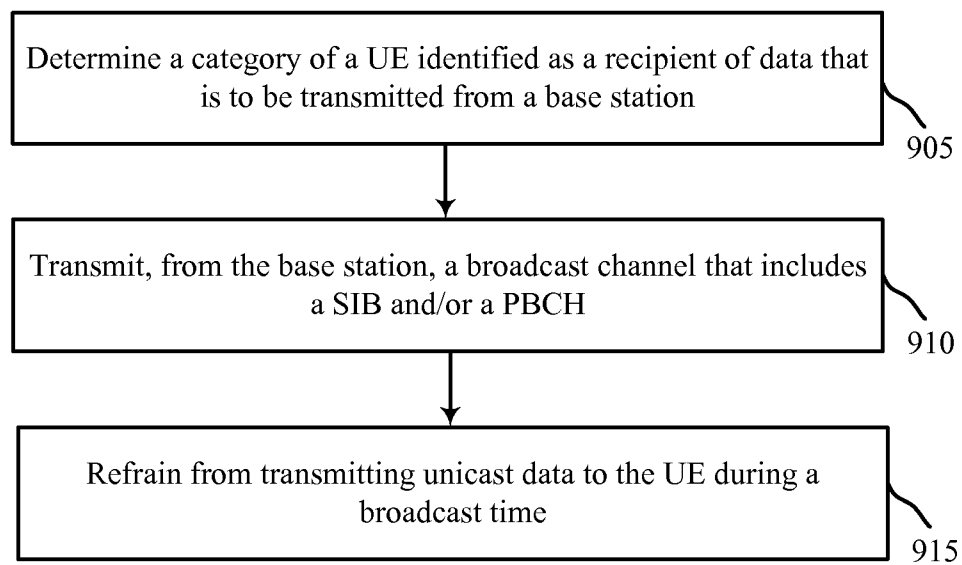 Determine a category of a UE identified as a recipient of data that
is to be transmitted from a base station
905
Transmit, from the base station, a broadcast channel that includes
a SIB and/or a PBCH
910
Refrain from transmitting unicast data to the UE during a
broadcast time
915